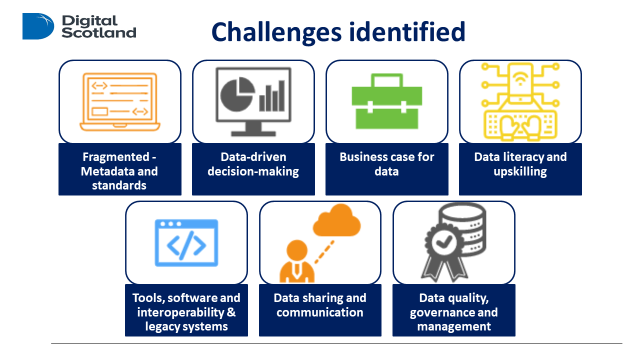 Digital
Scotland
Challenges identified
Fragmented -
Metadata and
standards
Data-driven
decision-making
Business case for
data
Data literacy and
upskilling
Tools, software and
interoperability &
legacy systems
Data sharing and
communication
Data quality,
governance and
management